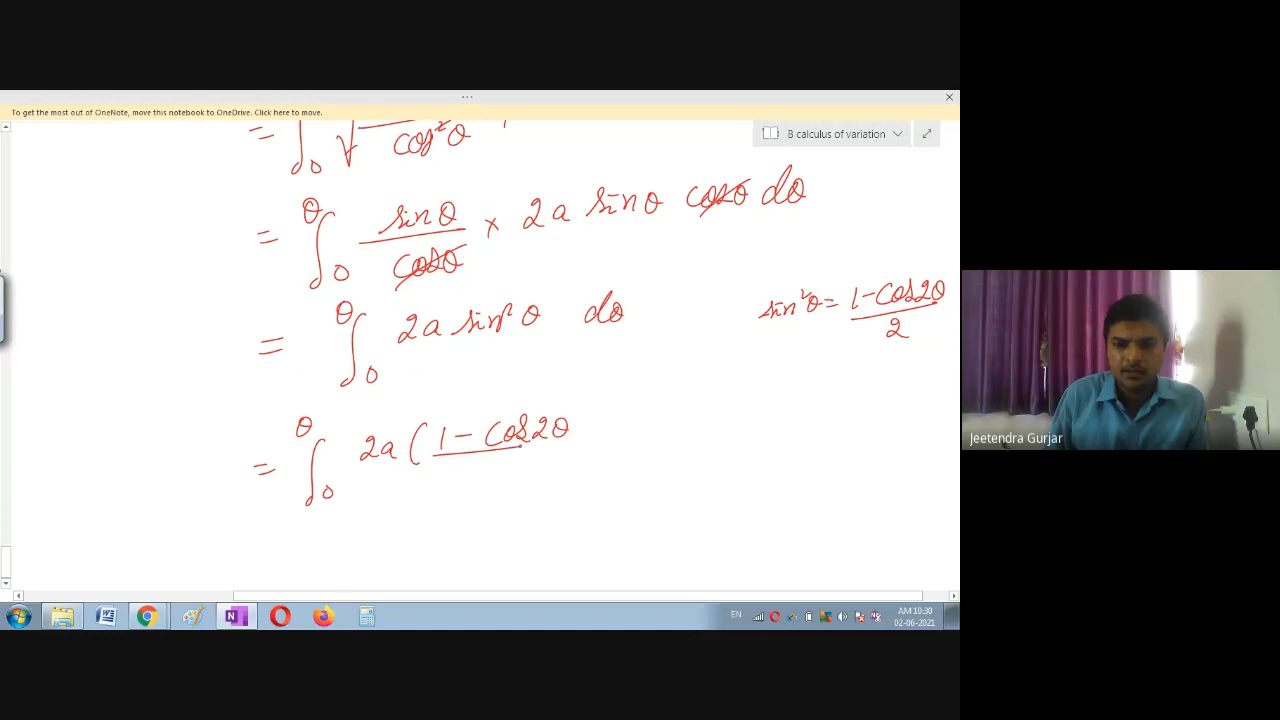 To get the most out of OneNote, move this notebook to OneDrive. Click here to move.
B calculus of variation
= ∫₀ √ cos²θ
= ∫₀^θ sinθ/cosθ × 2a sinθ cosθ dθ
= ∫₀^θ 2a sin²θ dθ
sin²θ = 1-cos2θ/2
= ∫₀^θ 2a (1-cos2θ
Jeetendra Gurjar
EN
AM 10:30
02-06-2021